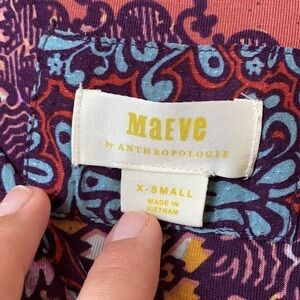 MaEve
by ANTHROPOLOGIE
X-SMALL
MADE IN
VIETNAM